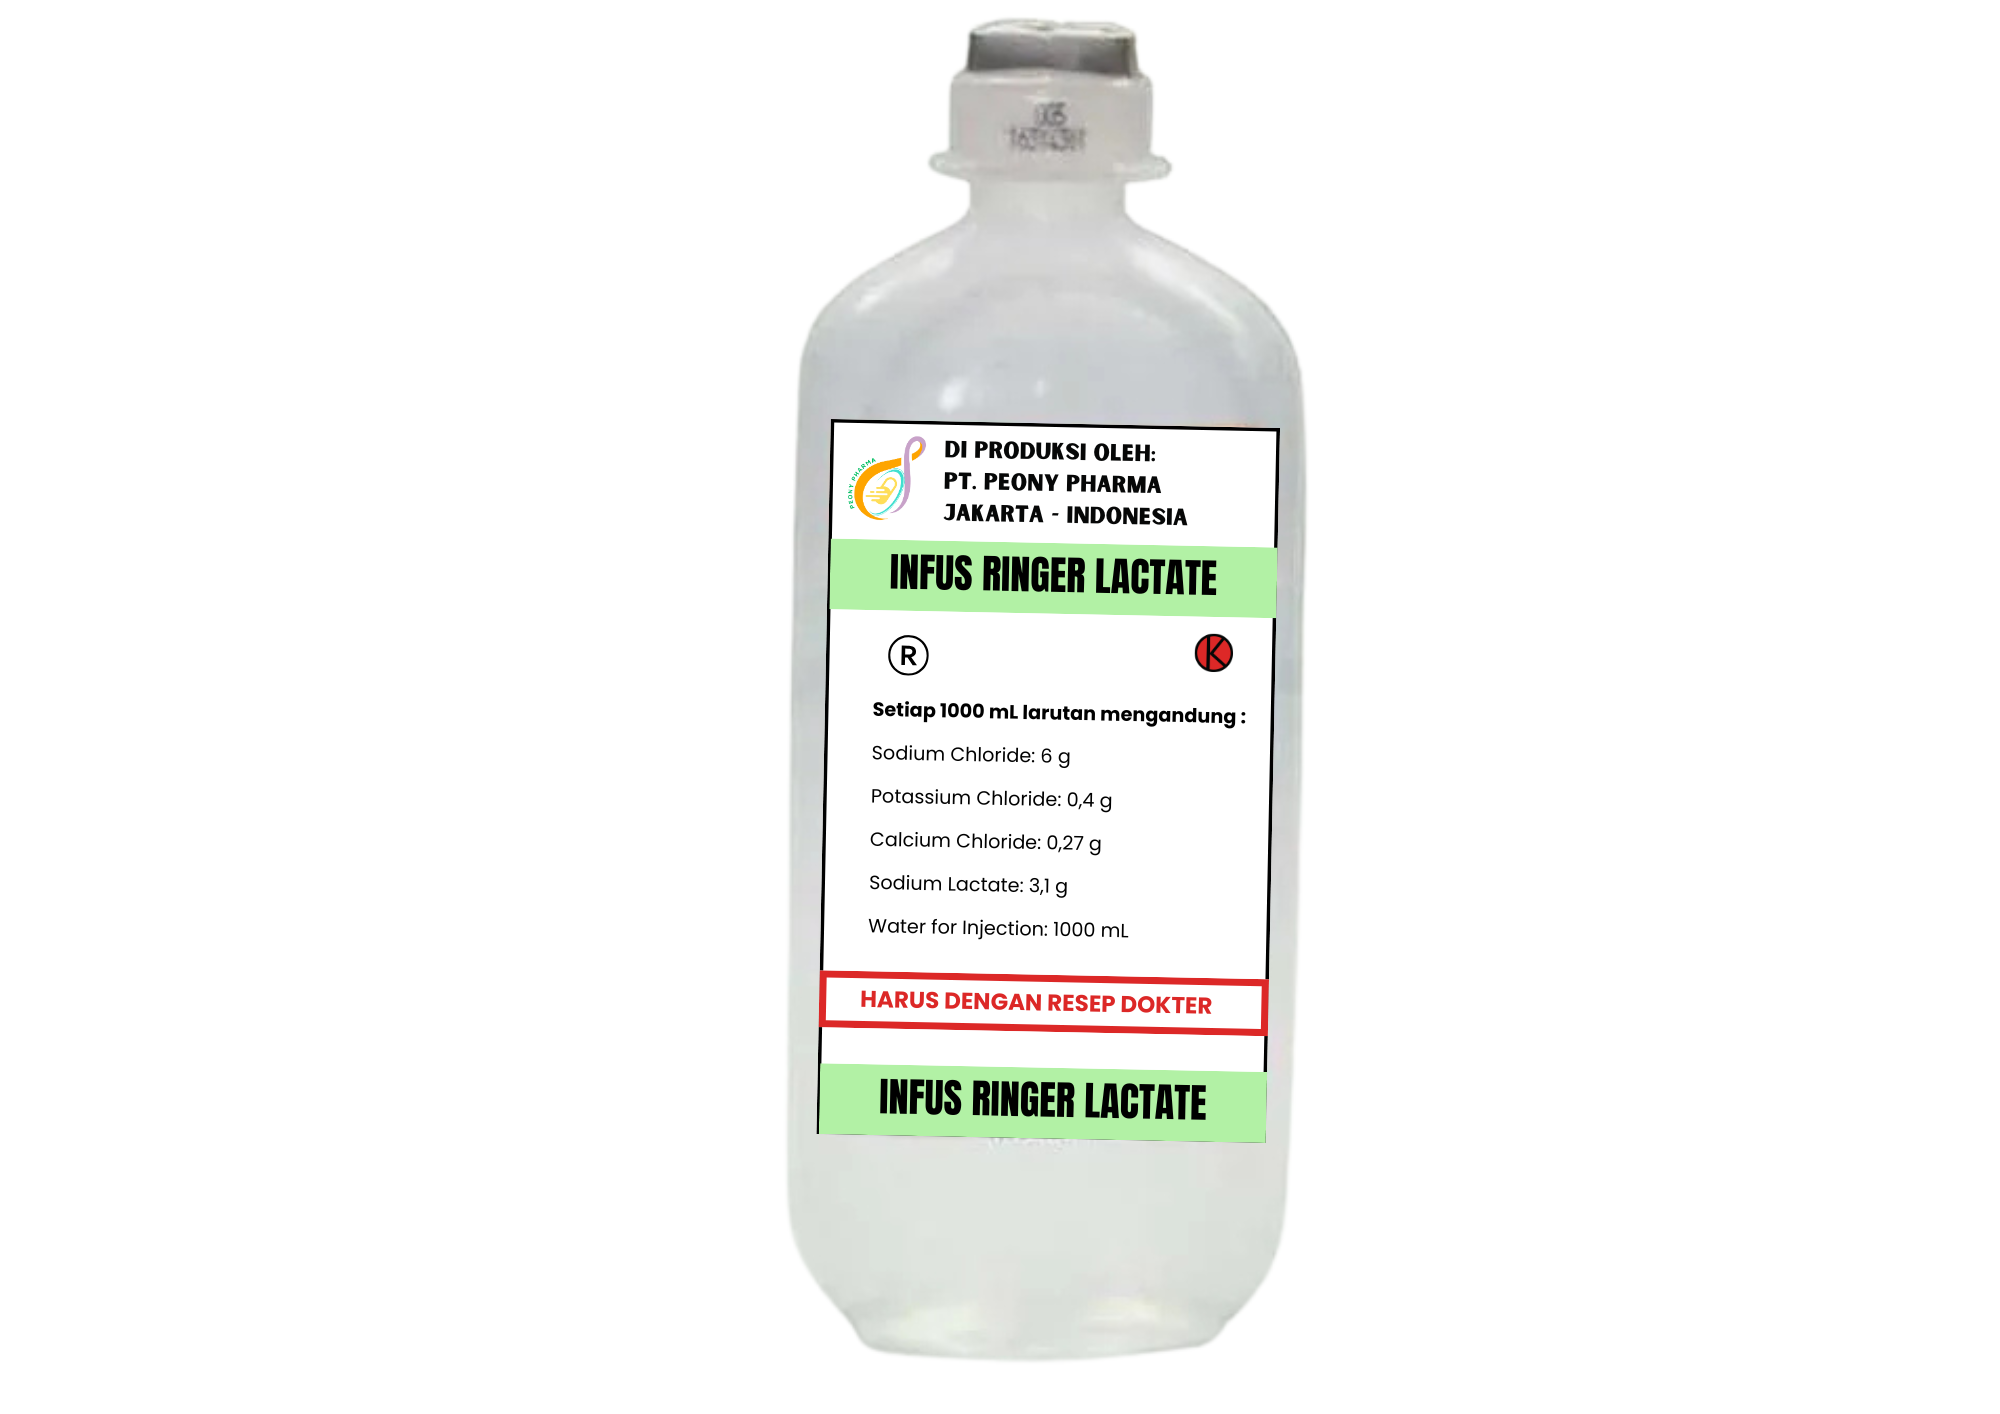 PEONY PHARMA
DI PRODUKSI OLEH:
PT. PEONY PHARMA
JAKARTA - INDONESIA
INFUS RINGER LACTATE
R
K
Setiap 1000 mL larutan mengandung :
Sodium Chloride: 6 g
Potassium Chloride: 0,4 g
Calcium Chloride: 0,27 g
Sodium Lactate: 3,1 g
Water for Injection: 1000 mL
HARUS DENGAN RESEP DOKTER
INFUS RINGER LACTATE